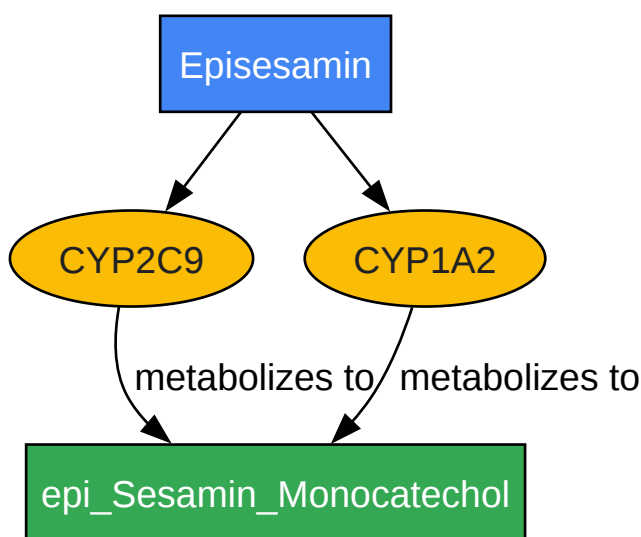 Episesamin
CYP2C9
CYP1A2
metabolizes to
metabolizes to
epi_Sesamin_Monocatechol